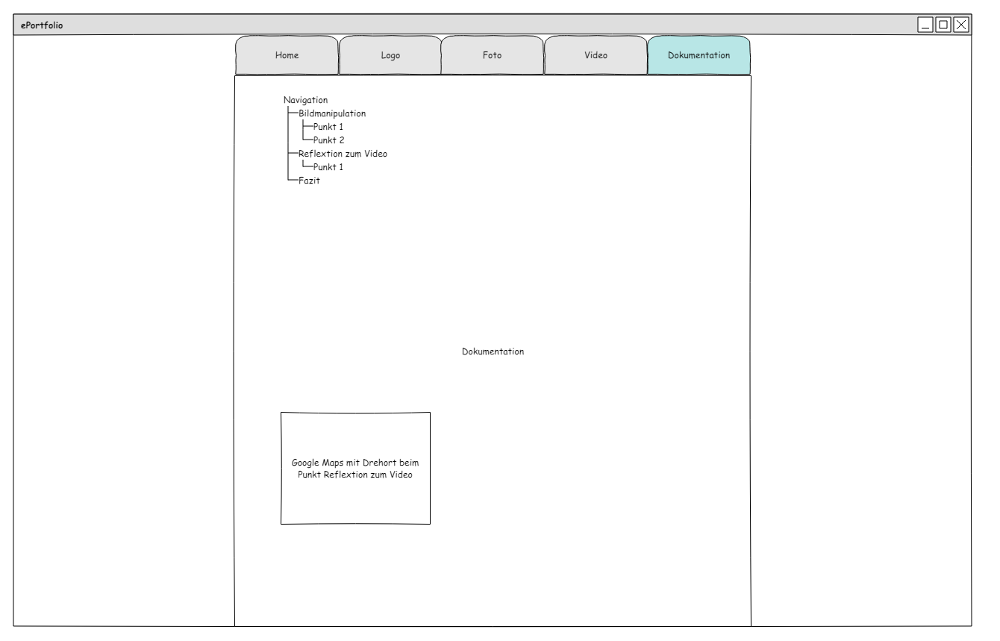 ePortfolio
Home
Logo
Foto
Video
Dokumentation
Navigation
Bildmanipulation
Punkt 1
Punkt 2
Reflextion zum Video
Punkt 1
Fazit
Dokumentation
Google Maps mit Drehort beim
Punkt Reflextion zum Video